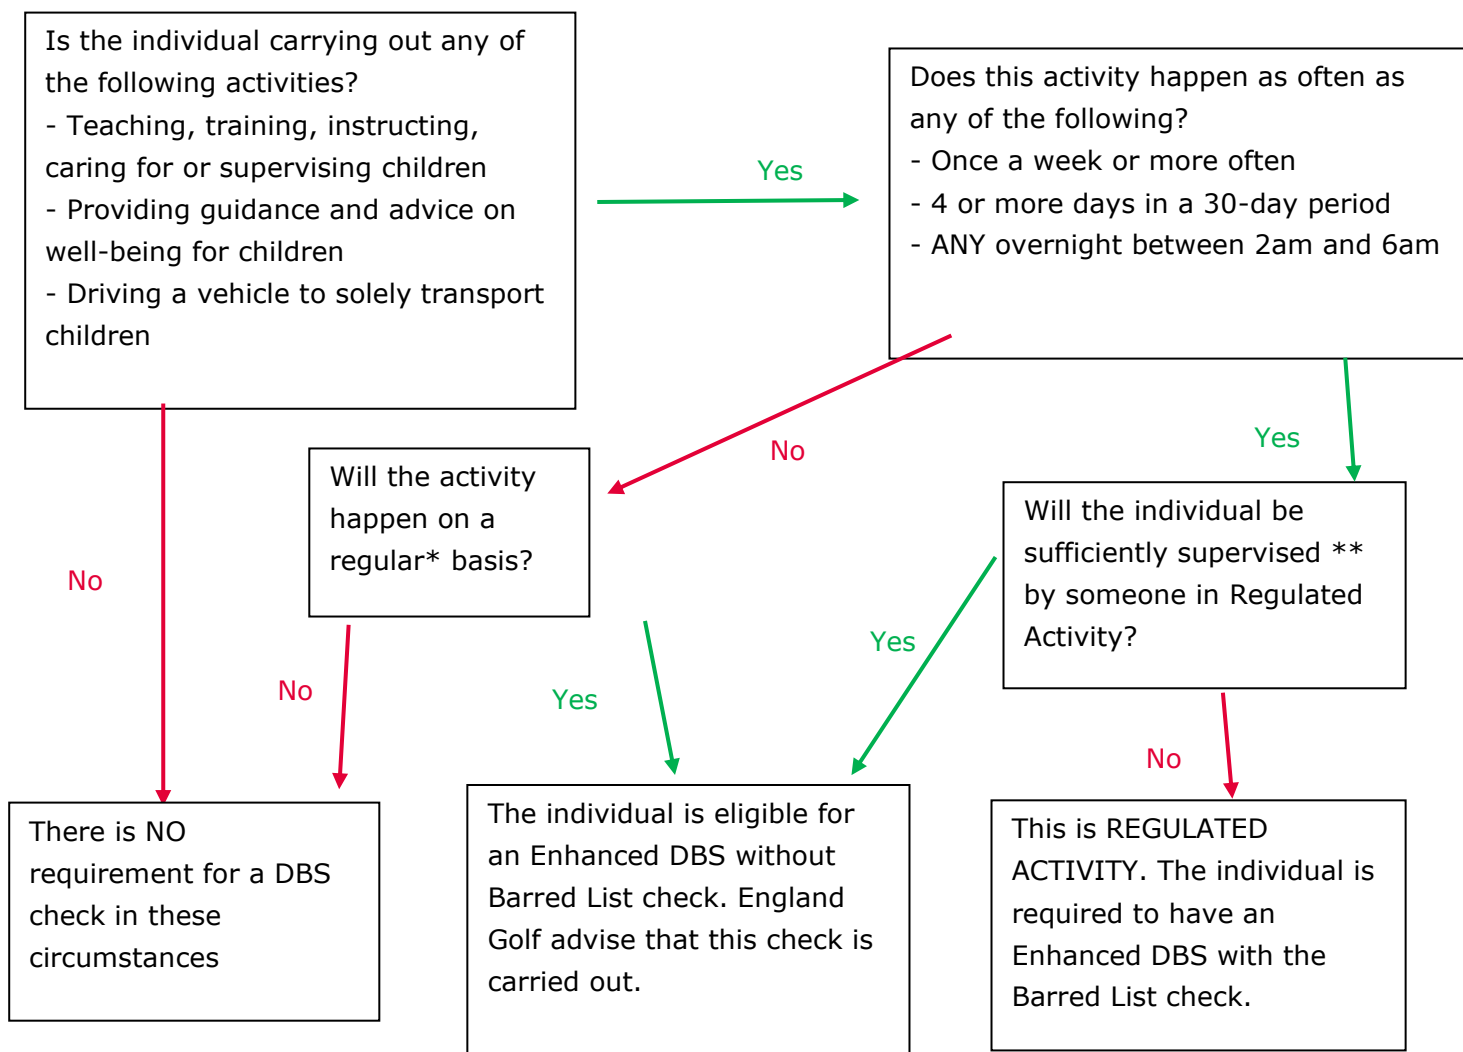 Is the individual carrying out any of
the following activities?
- Teaching, training, instructing,
caring for or supervising children
- Providing guidance and advice on
well-being for children
- Driving a vehicle to solely transport
children
Yes
Does this activity happen as often as
any of the following?
- Once a week or more often
- 4 or more days in a 30-day period
- ANY overnight between 2am and 6am
No
Yes
Will the activity
happen on a
regular* basis?
Will the individual be
sufficiently supervised **
by someone in Regulated
Activity?
No
No
Yes
Yes
No
There is NO
requirement for a DBS
check in these
circumstances
The individual is eligible for
an Enhanced DBS without
Barred List check. England
Golf advise that this check is
carried out.
This is REGULATED
ACTIVITY. The individual is
required to have an
Enhanced DBS with the
Barred List check.